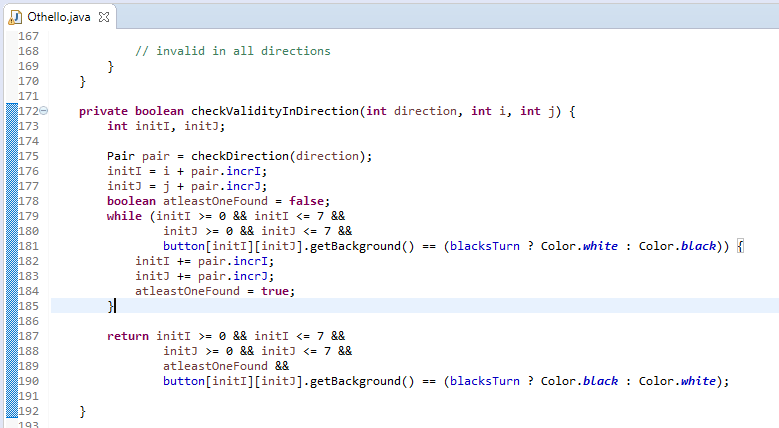 Othello.java
167
168 // invalid in all directions
169 }
170 }
171
172 private boolean checkValidityInDirection(int direction, int i, int j) {
173 int initI, initJ;
174
175 Pair pair = checkDirection(direction);
176 initI = i + pair.incrI;
177 initJ = j + pair.incrJ;
178 boolean atleastOneFound = false;
179 while (initI >= 0 && initI <= 7 &&
180 initJ >= 0 && initJ <= 7 &&
181 button[initI][initJ].getBackground() == (blacksTurn ? Color.white : Color.black)) {
182 initI += pair.incrI;
183 initJ += pair.incrJ;
184 atleastOneFound = true;
185 }
186
187 return initI >= 0 && initI <= 7 &&
188 initJ >= 0 && initJ <= 7 &&
189 atleastOneFound &&
190 button[initI][initJ].getBackground() == (blacksTurn ? Color.black : Color.white);
191
192 }
193